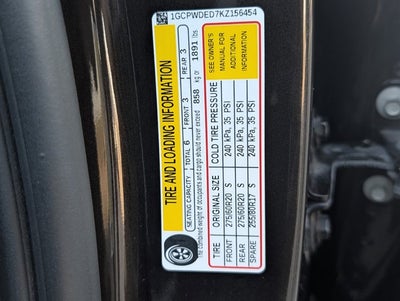 1GCPWDED7KZ156454
TIRE AND LOADING INFORMATION
SEATING CAPACITY TOTAL 6 FRONT 3 REAR 3
The combined weight of occupants and cargo should never exceed 858 kg or 1891 lbs.
TIRE ORIGINAL SIZE COLD TIRE PRESSURE
FRONT 275/60R20 S 240 kPa, 35 PSI
REAR 275/60R20 S 240 kPa, 35 PSI
SPARE 255/80R17 S 240 kPa, 35 PSI
SEE OWNER'S
MANUAL FOR
ADDITIONAL
INFORMATION